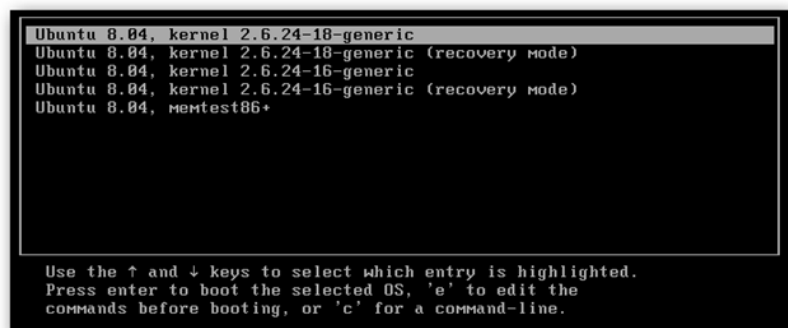 Ubuntu 8.04, kernel 2.6.24-18-generic
Ubuntu 8.04, kernel 2.6.24-18-generic (recovery mode)
Ubuntu 8.04, kernel 2.6.24-16-generic
Ubuntu 8.04, kernel 2.6.24-16-generic (recovery mode)
Ubuntu 8.04, memtest86+
Use the ↑ and ↓ keys to select which entry is highlighted.
Press enter to boot the selected OS, 'e' to edit the
commands before booting, or 'c' for a command-line.